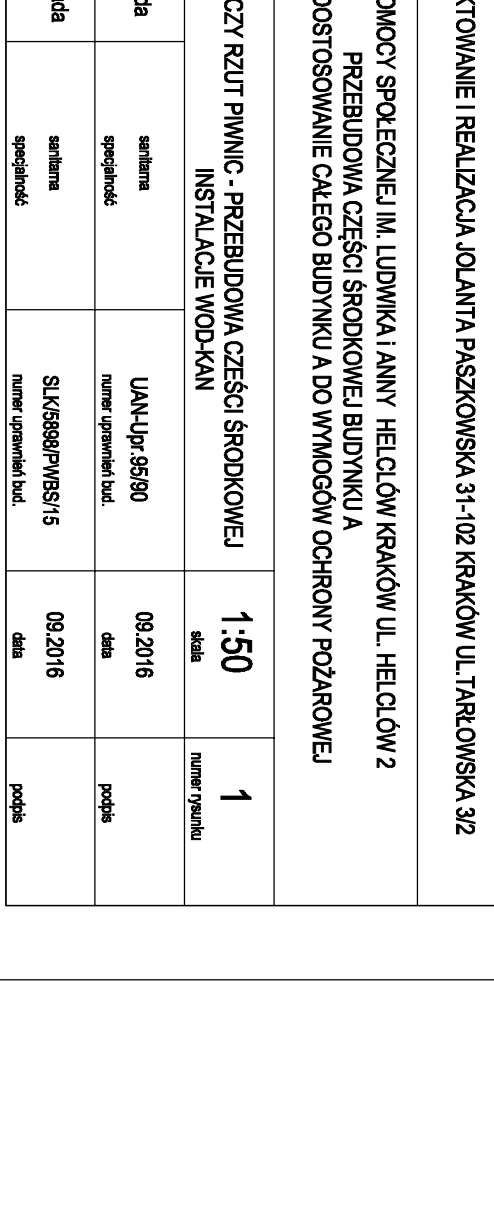 KTOWANIE I REALIZACJA JOLANTA PASZKOWSKA 31-102 KRAKÓW UL.TARŁOWSKA 3/2
OMOCY SPOŁECZNEJ IM. LUDWIKA i ANNY HELCLÓW KRAKÓW UL. HELCLÓW 2
PRZEBUDOWA CZĘŚCI ŚRODKOWEJ BUDYNKU A
DOSTOSOWANIE CAŁEGO BUDYNKU A DO WYMOGÓW OCHRONY POŻAROWEJ
CZY RZUT PIWNIC - PRZEBUDOWA CZEŚCI ŚRODKOWEJ
INSTALACJE WOD-KAN
1:50
skala
1
numer rysunku
da
sanitarna
specjalność
UAN-Upr.95/90
numer uprawnień bud.
09.2016
data
podpis
da
sanitarna
specjalność
SLK/5898/PWBS/15
numer uprawnień bud.
09.2016
data
podpis